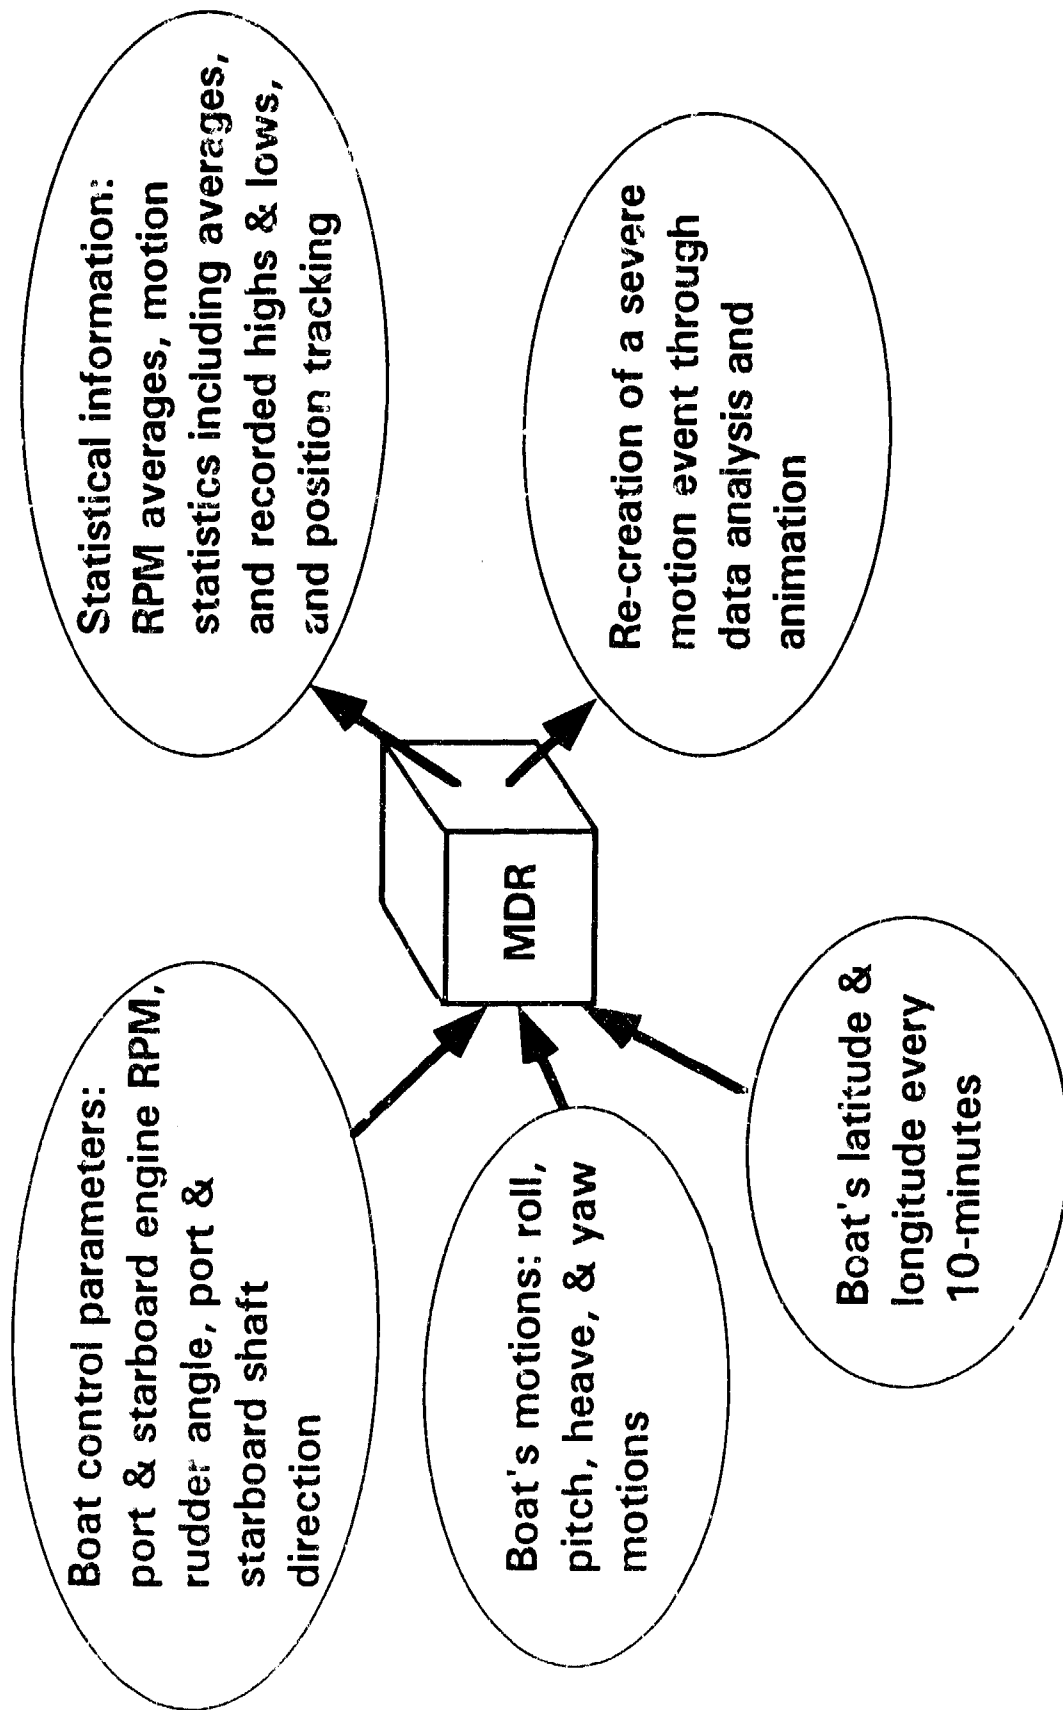 Boat control parameters:
port & starboard engine RPM,
rudder angle, port &
starboard shaft
direction
Boat's motions: roll,
pitch, heave, & yaw
motions
Boat's latitude &
longitude every
10-minutes
MDR
Statistical information:
RPM averages, motion
statistics including averages,
and recorded highs & lows,
and position tracking
Re-creation of a severe
motion event through
data analysis and
animation